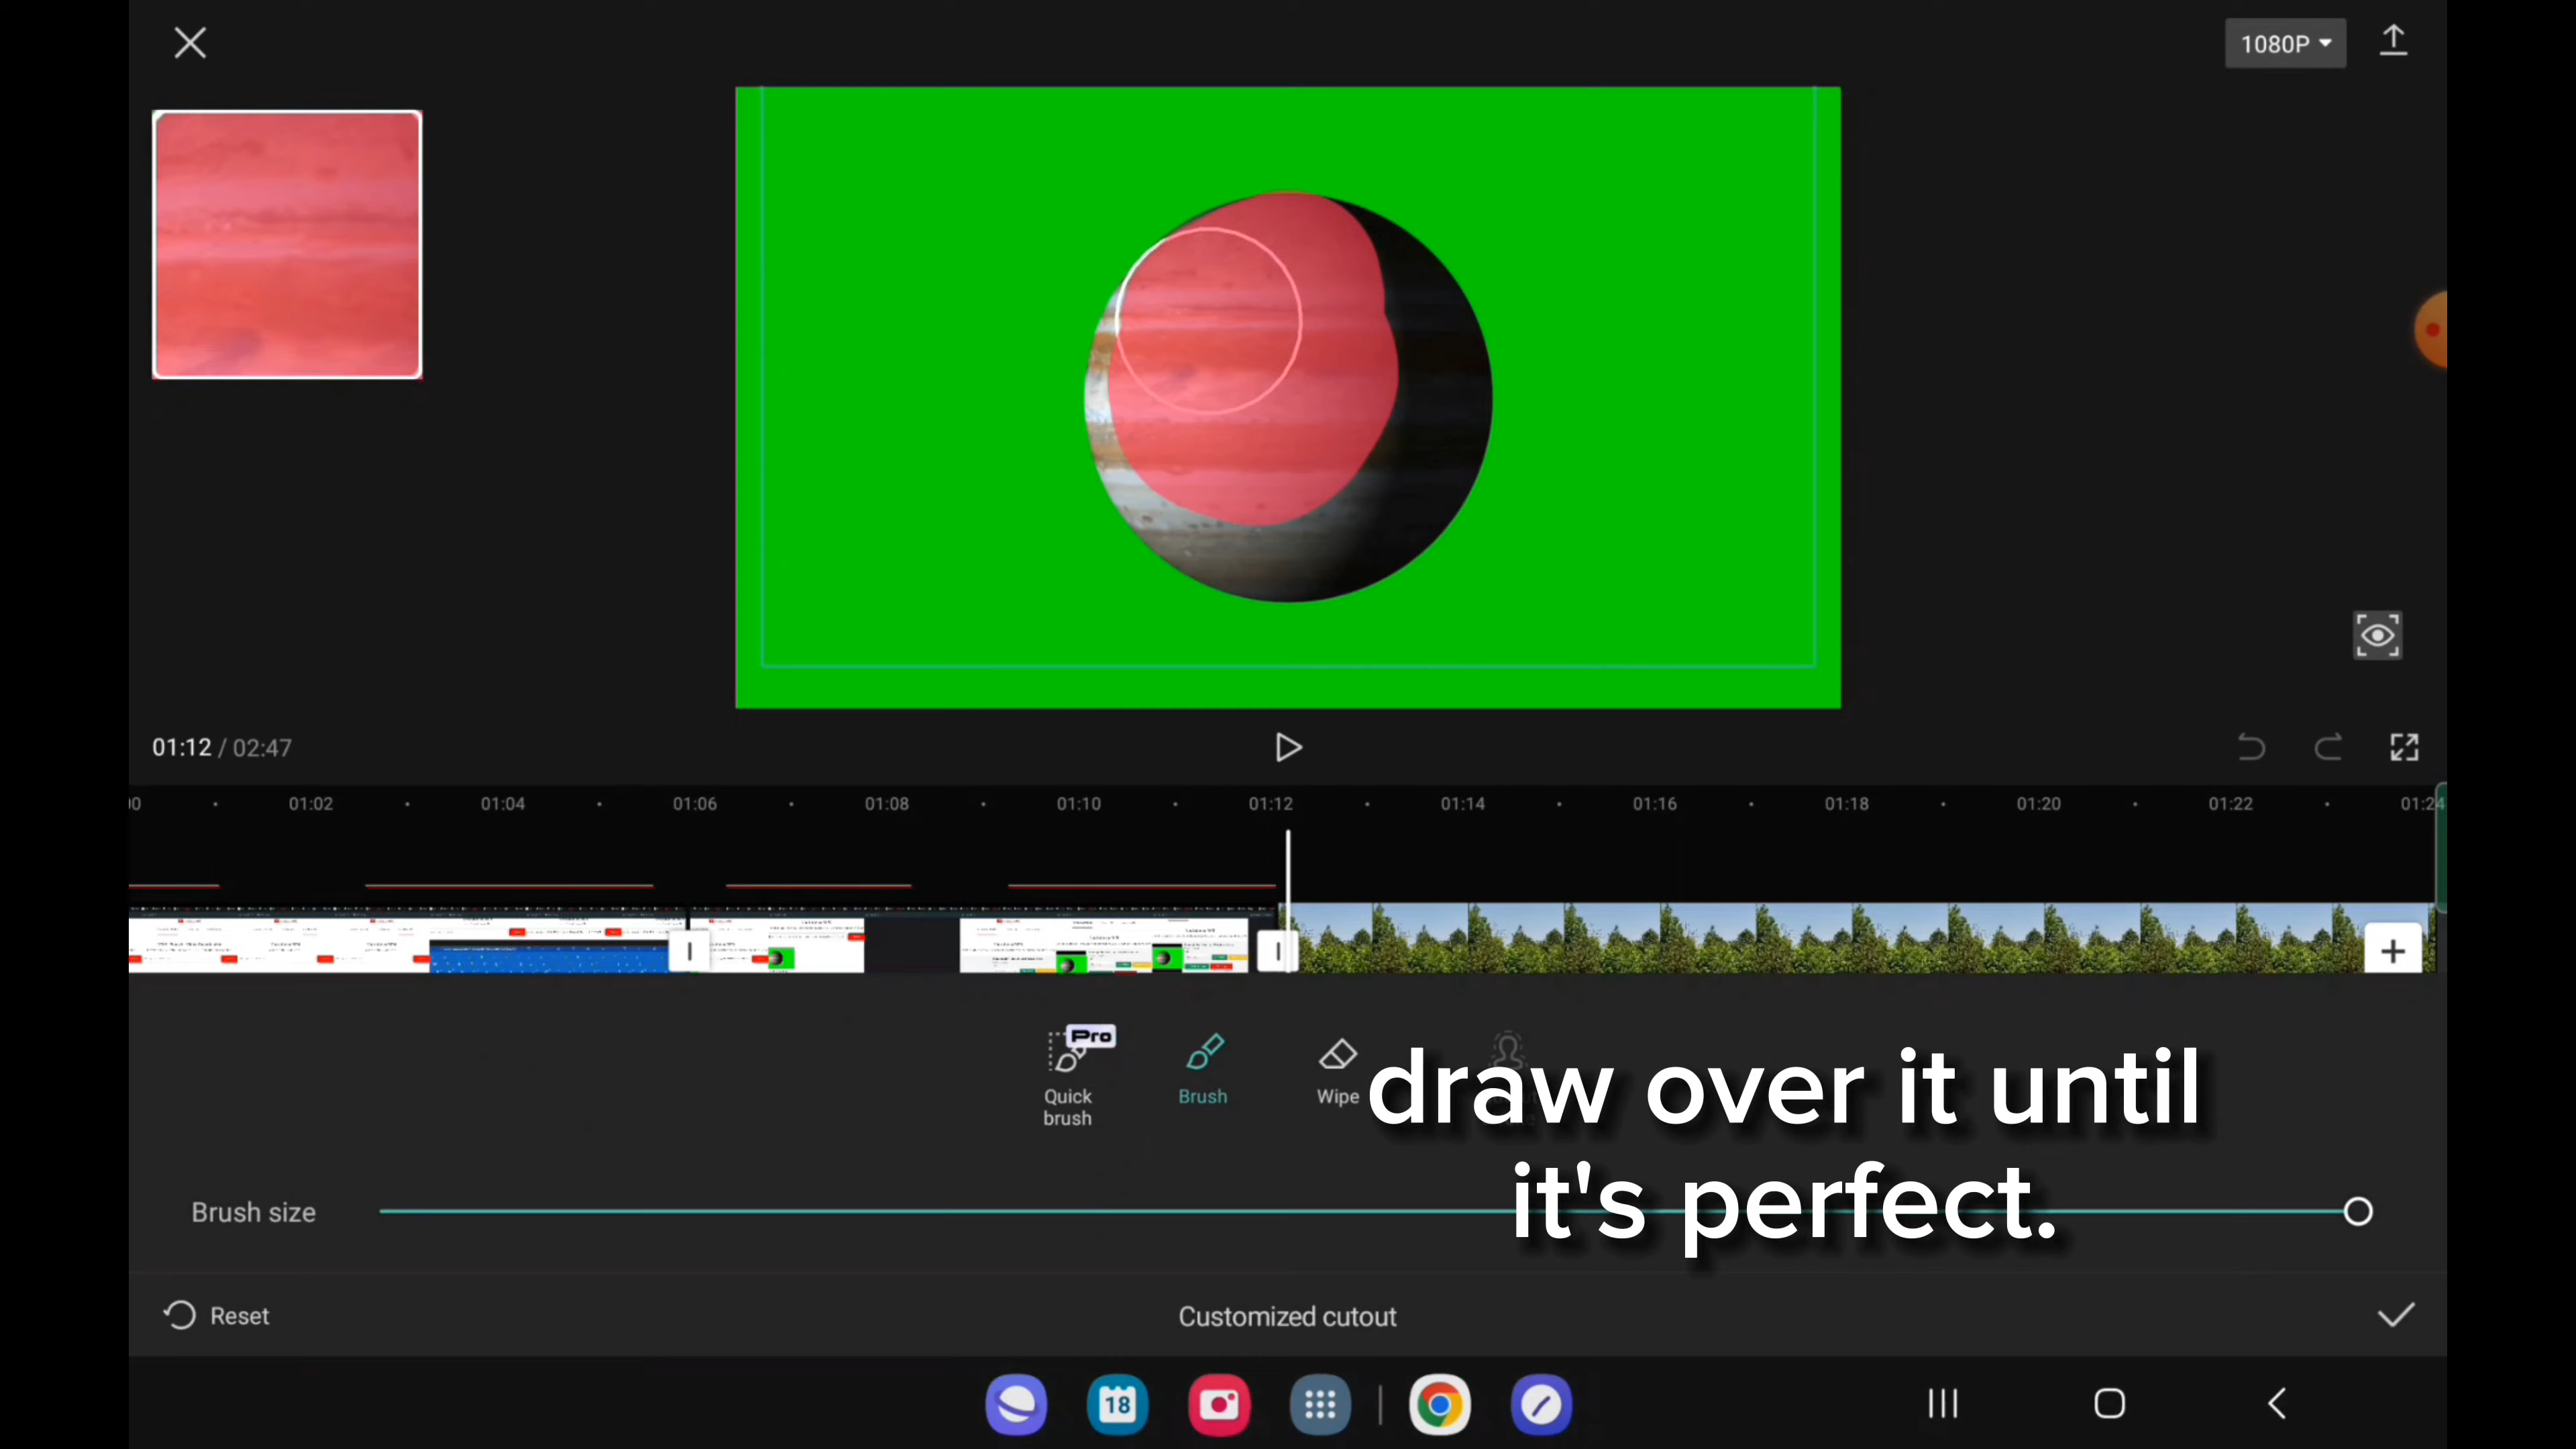 1080P
01:12 / 02:47
01:02 01:04 01:06 01:08 01:10 01:12 01:14 01:16 01:18 01:20 01:22 01:24
Pro
Quick
brush
Brush
Wipe
draw over it until
it's perfect.
Brush size
Reset
Customized cutout
18